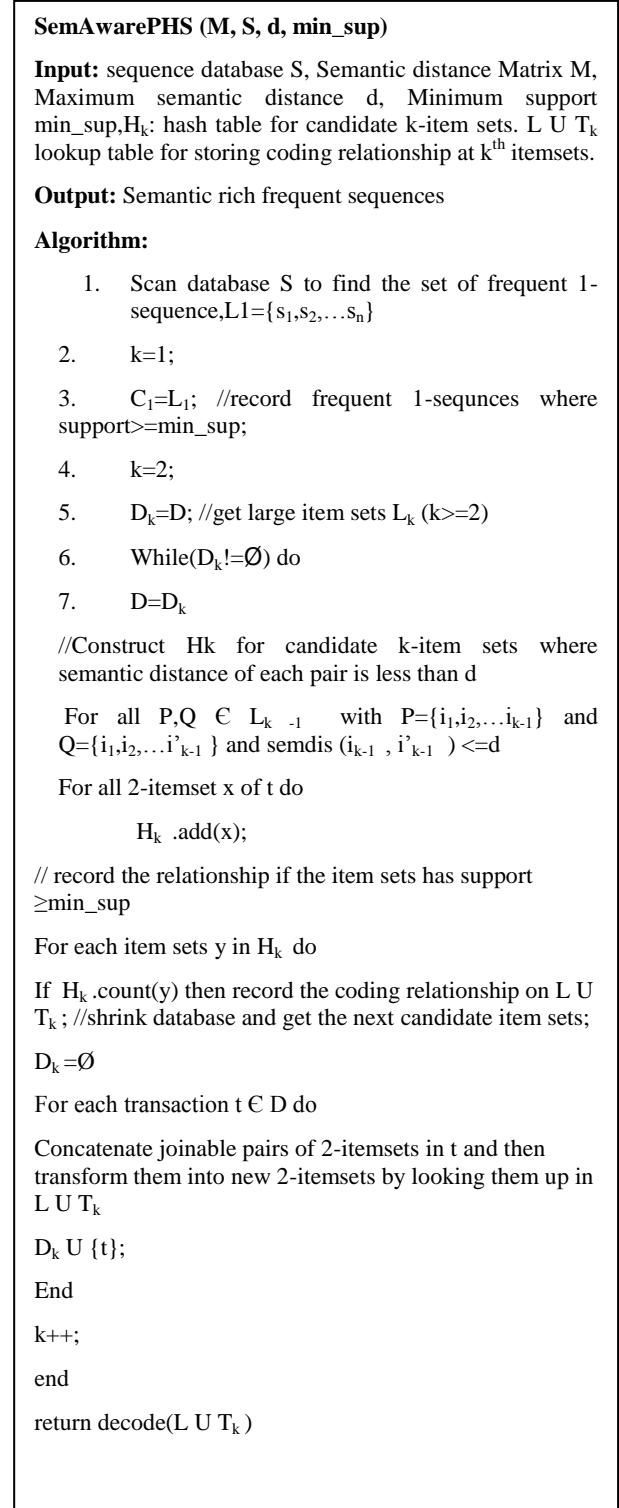 SemAwarePHS (M, S, d, min_sup)
Input: sequence database S, Semantic distance Matrix M,
Maximum semantic distance d, Minimum support
min_sup,Hk: hash table for candidate k-item sets. L U Tk
lookup table for storing coding relationship at kth itemsets.
Output: Semantic rich frequent sequences
Algorithm:
1. Scan database S to find the set of frequent 1-
sequence,L1={s1,s2,…sn}
2. k=1;
3. C1=L1; //record frequent 1-sequnces where
support>=min_sup;
4. k=2;
5. Dk=D; //get large item sets Lk (k>=2)
6. While(Dk!=Ø) do
7. D=Dk
//Construct Hk for candidate k-item sets where
semantic distance of each pair is less than d
For all P,Q Є Lk -1 with P={i1,i2,…ik-1} and
Q={i1,i2,…i’k-1 } and semdis (ik-1 , i’k-1 ) <=d
For all 2-itemset x of t do
Hk .add(x);
// record the relationship if the item sets has support
≥min_sup
For each item sets y in Hk do
If Hk .count(y) then record the coding relationship on L U
Tk ; //shrink database and get the next candidate item sets;
Dk =Ø
For each transaction t Є D do
Concatenate joinable pairs of 2-itemsets in t and then
transform them into new 2-itemsets by looking them up in
L U Tk
Dk U {t};
End
k++;
end
return decode(L U Tk )